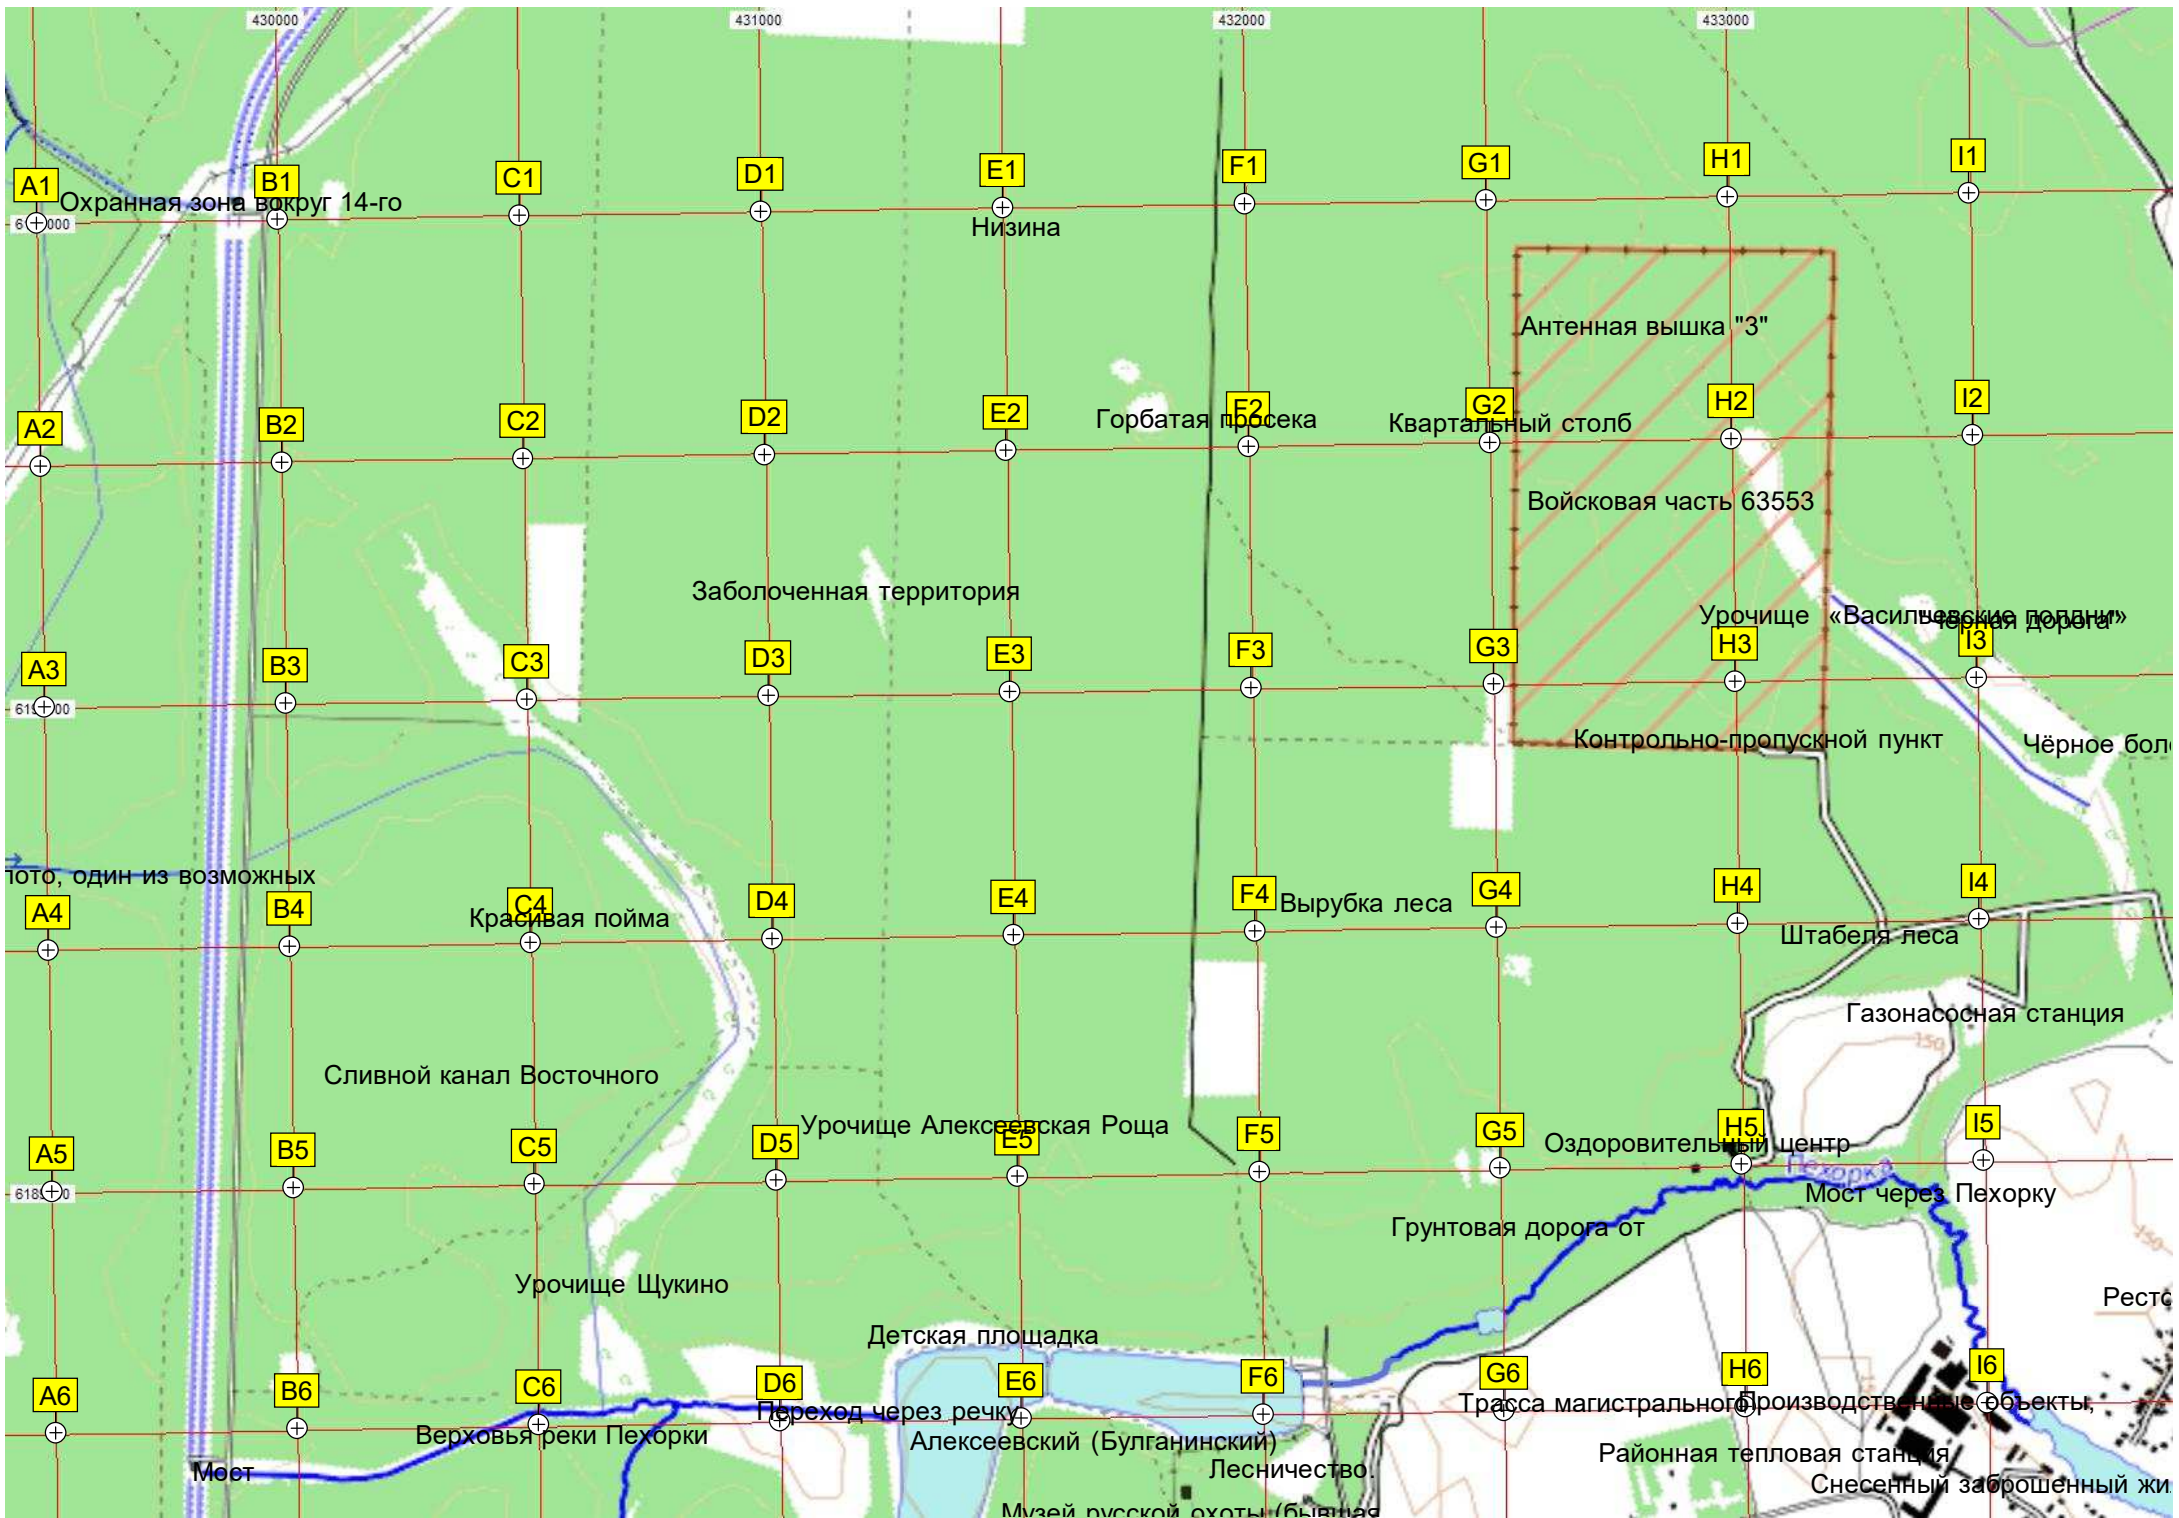 430000
431000
432000
433000
A1
B1
C1
D1
E1
F1
G1
H1
I1
Охранная зона вокруг 14-го
Низина
Антенная вышка "3"
A2
B2
C2
D2
E2
F2
G2
H2
I2
Горбатая просека
Квартальный столб
Войсковая часть 63553
Заболоченная территория
Урочище «Васильевские полдни»
"Чёрная дорога"
A3
B3
C3
D3
E3
F3
G3
H3
I3
Контрольно-пропускной пункт
Чёрное бол
лото, один из возможных
A4
B4
C4
D4
E4
F4
G4
H4
I4
Красивая пойма
Вырубка леса
Штабеля леса
Газонасосная станция
150
Сливной канал Восточного
Урочище Алексеевская Роща
A5
B5
C5
D5
E5
F5
G5
H5
I5
Оздоровительный центр
Пехорка
Мост через Пехорку
Грунтовая дорога от
150
Урочище Щукино
Ресто
Детская площадка
A6
B6
C6
D6
E6
F6
G6
H6
I6
Переход через речку
Трасса магистрального
Производственные объекты,
Верховья реки Пехорки
Алексеевский (Булганинский)
Районная тепловая станция
Мост
Лесничество.
Снесенный заброшенный жи
Музей русской охоты (бывшая